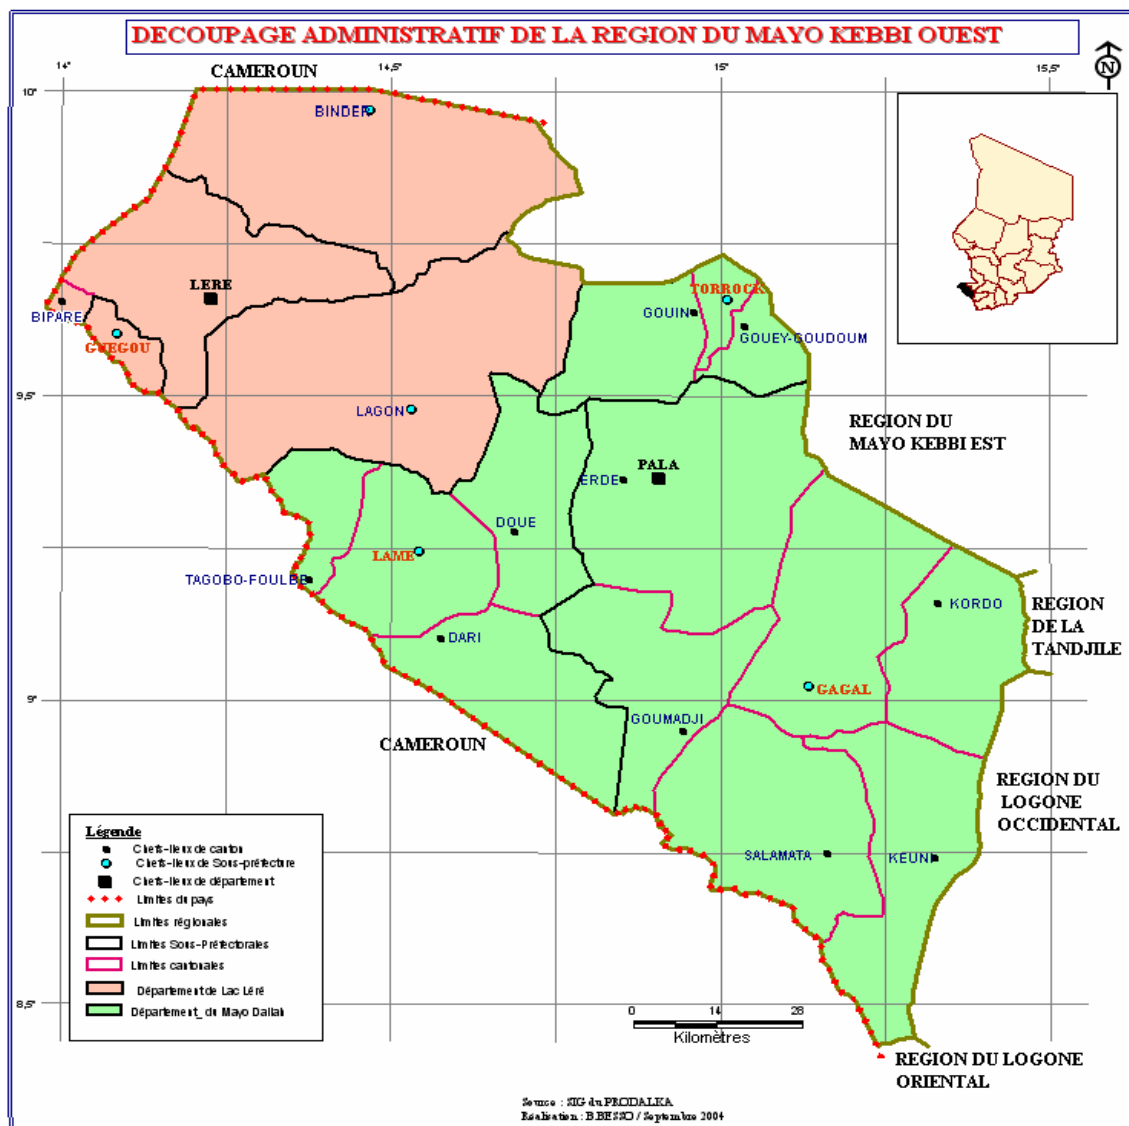 DECOUPAGE ADMINISTRATIF DE LA REGION DU MAYO KEBBI OUEST
14°
14,5°
15°
15,5°
CAMEROUN
N
10°
BINDER
LERE
TORROCK
BIPARE
GOUIN
GUEGOU
GOUEY-GOUDOUM
9,5°
LAGON
REGION DU
MAYO KEBBI EST
PALA
ERDE
DOUE
LAME
TAGOBO-FOULBE
KORDO
REGION
DE LA
TANDJILE
DARI
GAGAL
9°
GOUMADJI
CAMEROUN
REGION DU
LOGONE
OCCIDENTAL
SALAMATA
KEUNI
Légende
Chefs-lieux de canton
Chefs-lieux de Sous-préfecture
Chefs-lieux de département
Limites du pays
Limites régionales
Limites Sous-Préfectorales
Limites cantonales
Département de Lac Léré
Département_du Mayo Dallah
8,5°
0 14 28
Kilomètres
REGION DU LOGONE
ORIENTAL
Source : SIG du PRODALKA
Réalisation : B.BESSO / Septembre 2004